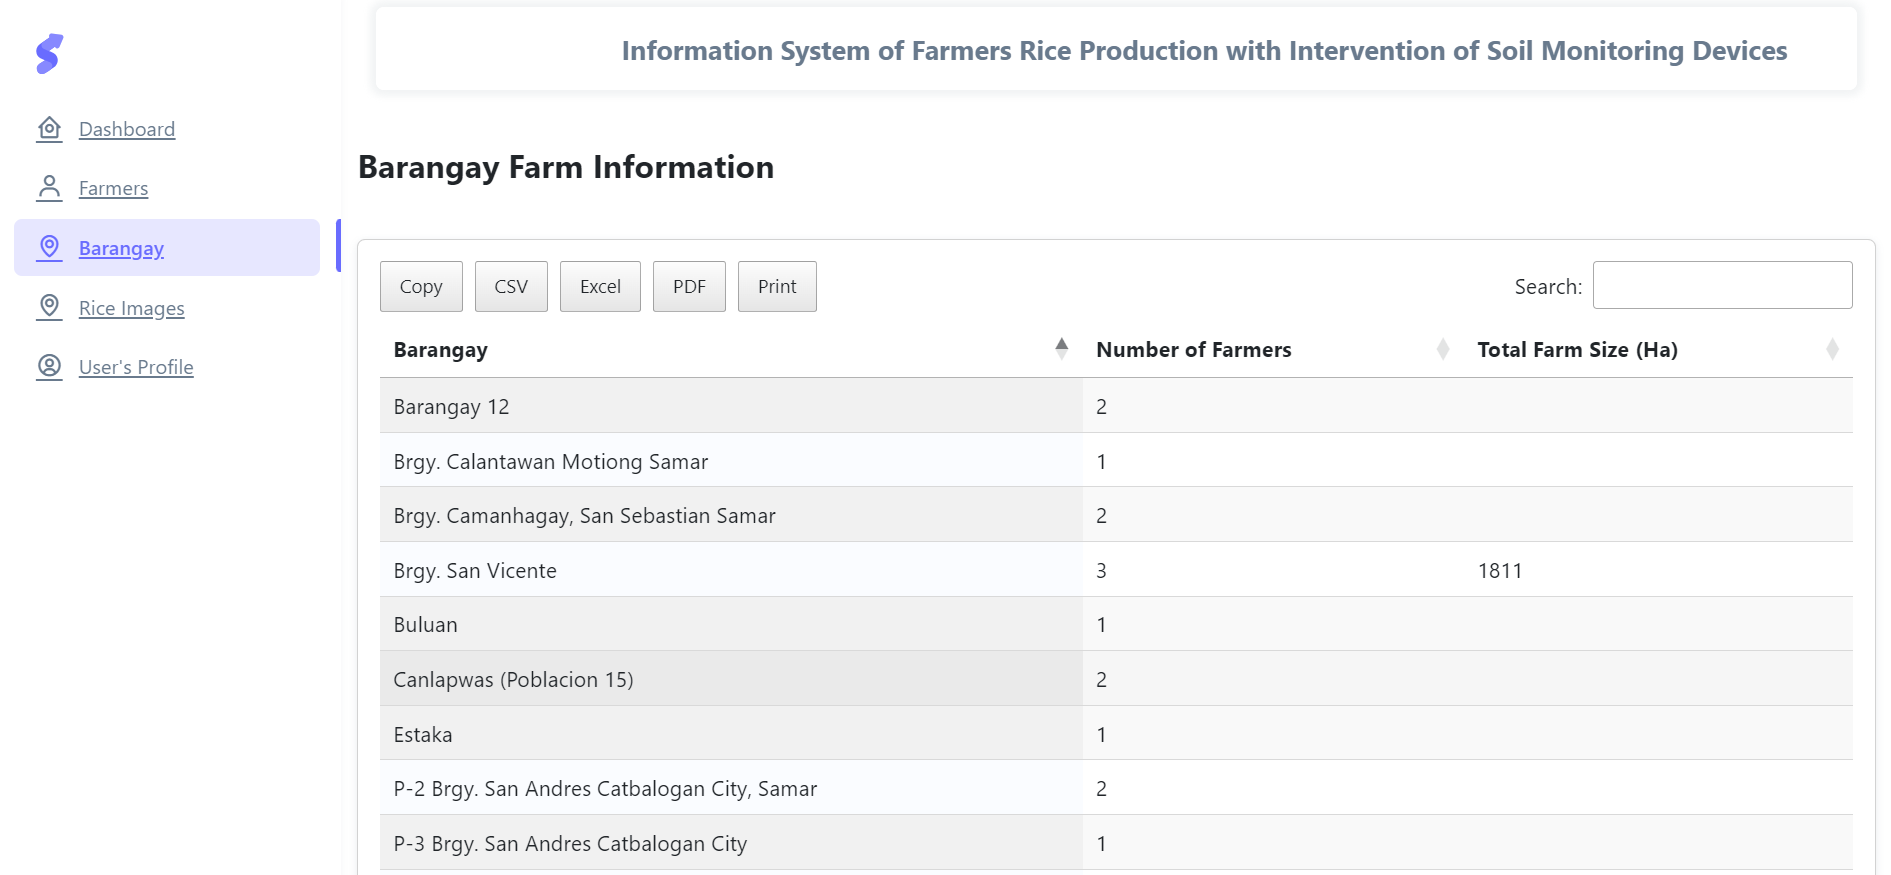 Information System of Farmers Rice Production with Intervention of Soil Monitoring Devices
Dashboard
Farmers
Barangay
Rice Images
User's Profile
Barangay Farm Information
Copy CSV Excel PDF Print Search:
Barangay Number of Farmers Total Farm Size (Ha)
Barangay 12 2
Brgy. Calantawan Motiong Samar 1
Brgy. Camanhagay, San Sebastian Samar 2
Brgy. San Vicente 3 1811
Buluan 1
Canlapwas (Poblacion 15) 2
Estaka 1
P-2 Brgy. San Andres Catbalogan City, Samar 2
P-3 Brgy. San Andres Catbalogan City 1